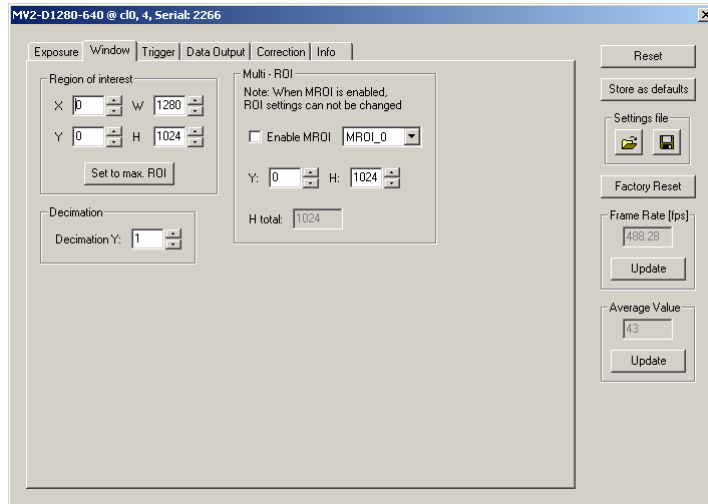 MV2-D1280-640 @ cl0, 4, Serial: 2266
Exposure Window Trigger Data Output Correction Info
Region of interest
X 0 W 1280
Y 0 H 1024
Set to max. ROI
Decimation
Decimation Y: 1
Multi - ROI
Note: When MROI is enabled,
ROI settings can not be changed
Enable MROI MROI_0
Y: 0 H: 1024
H total: 1024
Reset
Store as defaults
Settings file
Factory Reset
Frame Rate [fps]
488.28
Update
Average Value
43
Update